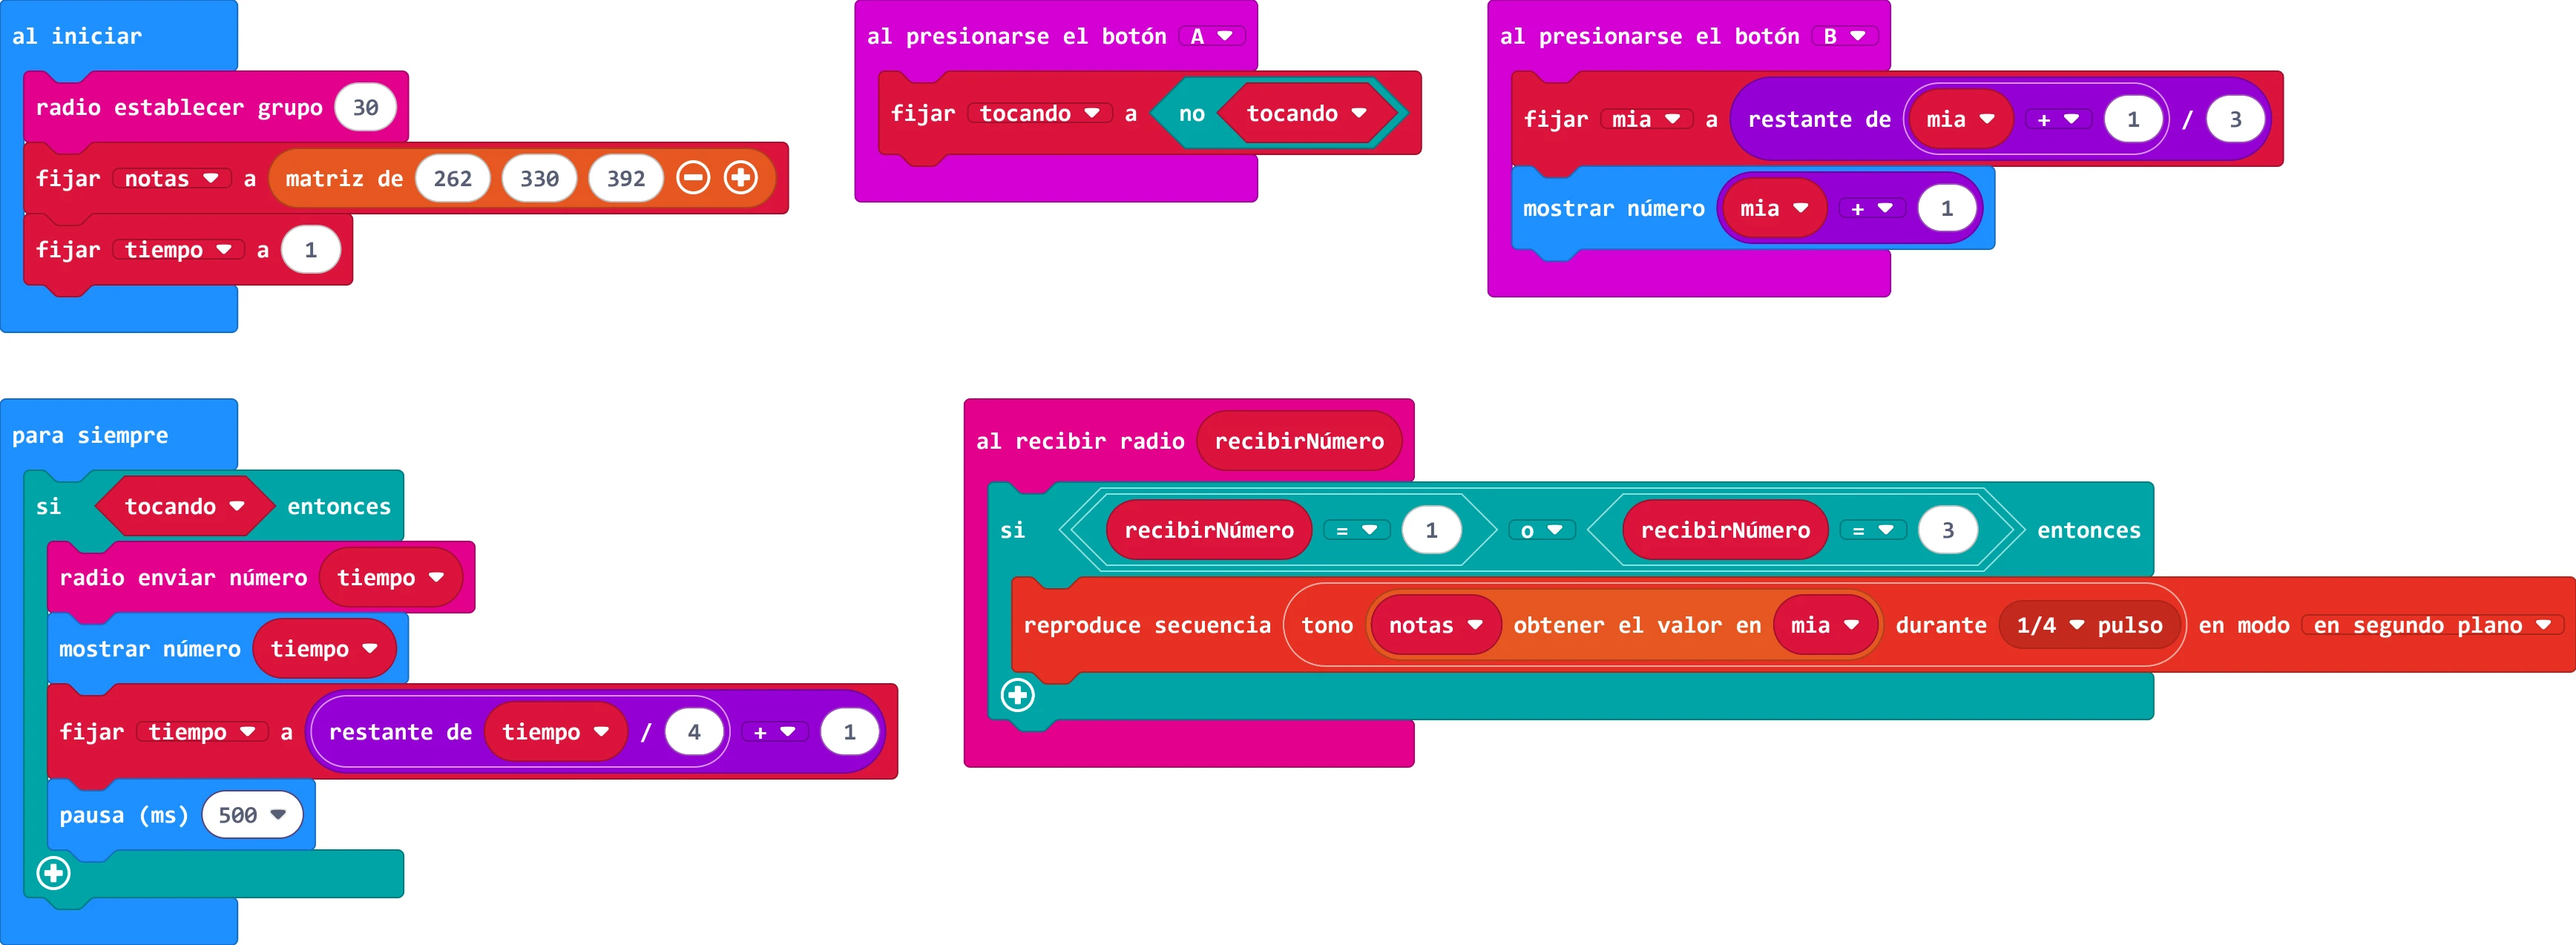 al iniciar
radio establecer grupo 30
fijar notas a matriz de 262 330 392
fijar tiempo a 1
al presionarse el botón A
fijar tocando a no tocando
al presionarse el botón B
fijar mia a restante de mia + 1 / 3
mostrar número mia + 1
para siempre
si tocando entonces
radio enviar número tiempo
mostrar número tiempo
fijar tiempo a restante de tiempo / 4 + 1
pausa (ms) 500
al recibir radio recibirNúmero
si recibirNúmero = 1 o recibirNúmero = 3 entonces
reproduce secuencia tono notas obtener el valor en mia durante 1/4 pulso en modo en segundo plano